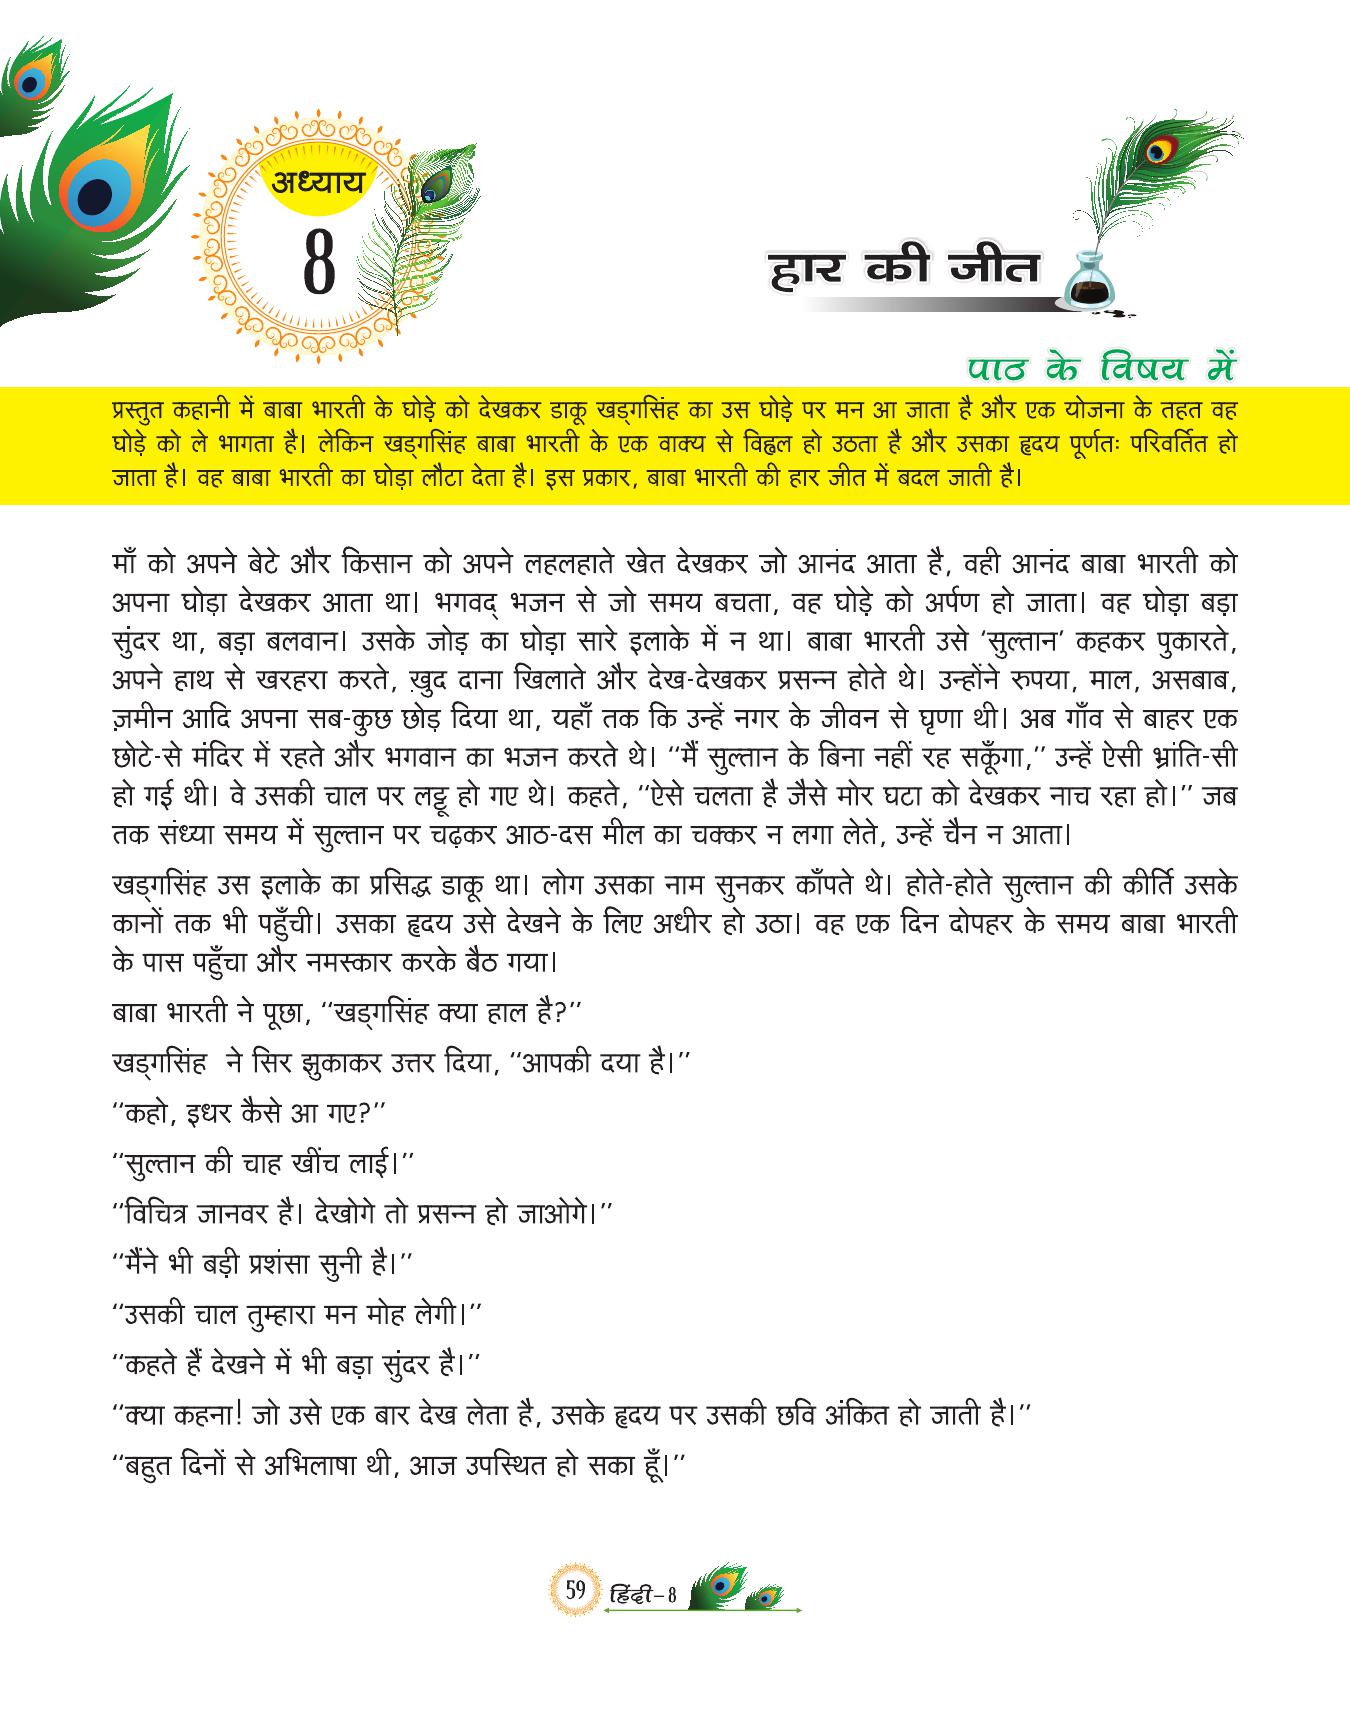 अध्याय
8
हार की जीत
पाठ के विषय में
प्रस्तुत कहानी में बाबा भारती के घोड़े को देखकर डाकू खड्गसिंह का उस घोड़े पर मन आ जाता है और एक योजना के तहत वह
घोड़े को ले भागता है। लेकिन खड्गसिंह बाबा भारती के एक वाक्य से विह्वल हो उठता है और उसका हृदय पूर्णतः परिवर्तित हो
जाता है। वह बाबा भारती का घोड़ा लौटा देता है। इस प्रकार, बाबा भारती की हार जीत में बदल जाती है।
माँ को अपने बेटे और किसान को अपने लहलहाते खेत देखकर जो आनंद आता है, वही आनंद बाबा भारती को
अपना घोड़ा देखकर आता था। भगवद् भजन से जो समय बचता, वह घोड़े को अर्पण हो जाता। वह घोड़ा बड़ा
सुंदर था, बड़ा बलवान। उसके जोड़ का घोड़ा सारे इलाके में न था। बाबा भारती उसे ‘सुल्तान’ कहकर पुकारते,
अपने हाथ से खरहरा करते, ख़ुद दाना खिलाते और देख-देखकर प्रसन्न होते थे। उन्होंने रुपया, माल, असबाब,
ज़मीन आदि अपना सब-कुछ छोड़ दिया था, यहाँ तक कि उन्हें नगर के जीवन से घृणा थी। अब गाँव से बाहर एक
छोटे-से मंदिर में रहते और भगवान का भजन करते थे। ‘‘मैं सुल्तान के बिना नहीं रह सकूँगा,’’ उन्हें ऐसी भ्रांति-सी
हो गई थी। वे उसकी चाल पर लट्टू हो गए थे। कहते, ‘‘ऐसे चलता है जैसे मोर घटा को देखकर नाच रहा हो।’’ जब
तक संध्या समय में सुल्तान पर चढ़कर आठ-दस मील का चक्कर न लगा लेते, उन्हें चैन न आता।
खड्गसिंह उस इलाके का प्रसिद्ध डाकू था। लोग उसका नाम सुनकर काँपते थे। होते-होते सुल्तान की कीर्ति उसके
कानों तक भी पहुँची। उसका हृदय उसे देखने के लिए अधीर हो उठा। वह एक दिन दोपहर के समय बाबा भारती
के पास पहुँचा और नमस्कार करके बैठ गया।
बाबा भारती ने पूछा, ‘‘खड्गसिंह क्या हाल है?’’
खड्गसिंह ने सिर झुकाकर उत्तर दिया, ‘‘आपकी दया है।’’
‘‘कहो, इधर कैसे आ गए?’’
‘‘सुल्तान की चाह खींच लाई।’’
‘‘विचित्र जानवर है। देखोगे तो प्रसन्न हो जाओगे।’’
‘‘मैंने भी बड़ी प्रशंसा सुनी है।’’
‘‘उसकी चाल तुम्हारा मन मोह लेगी।’’
‘‘कहते हैं देखने में भी बड़ा सुंदर है।’’
‘‘क्या कहना! जो उसे एक बार देख लेता है, उसके हृदय पर उसकी छवि अंकित हो जाती है।’’
‘‘बहुत दिनों से अभिलाषा थी, आज उपस्थित हो सका हूँ।’’
59 हिंदी–8